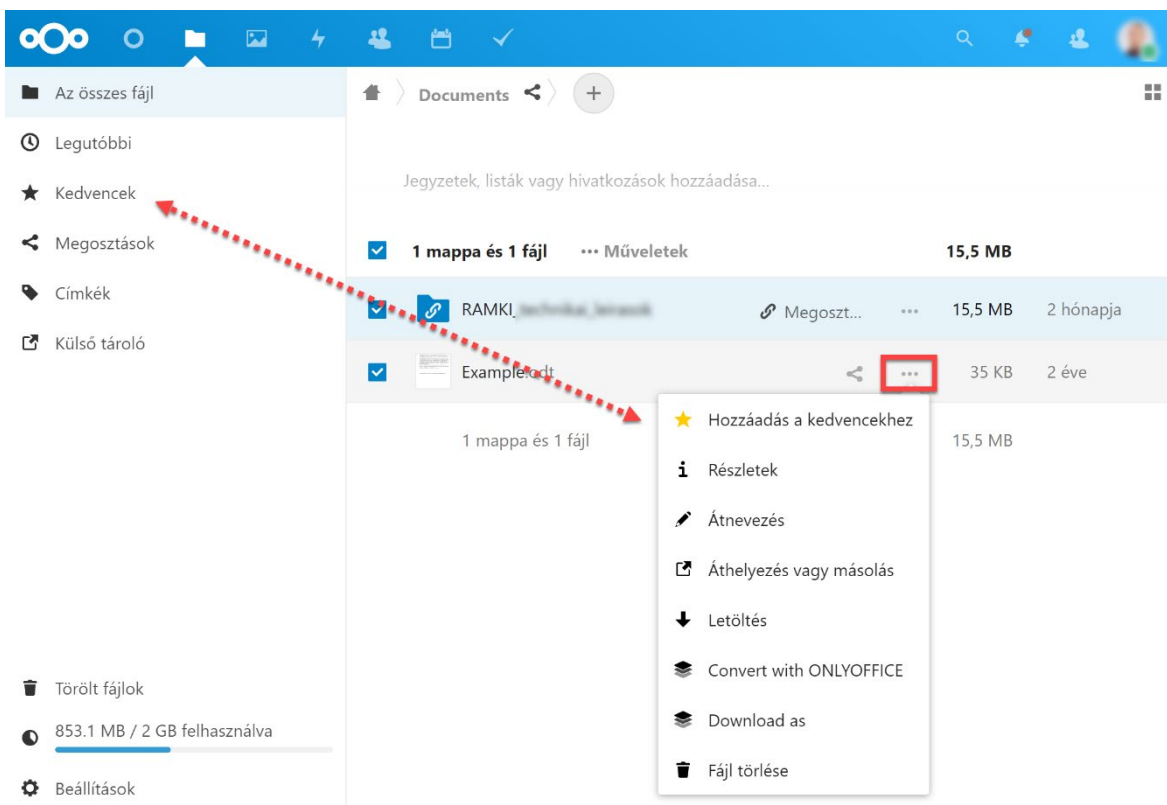 Az összes fájl
Legutóbbi
Kedvencek
Megosztások
Címkék
Külső tároló
Törölt fájlok
853.1 MB / 2 GB felhasználva
Beállítások
Documents
Jegyzetek, listák vagy hivatkozások hozzáadása...
1 mappa és 1 fájl ••• Műveletek 15,5 MB
RAMKI_ Megoszt... ••• 15,5 MB 2 hónapja
Example.odt ••• 35 KB 2 éve
1 mappa és 1 fájl 15,5 MB
Hozzáadás a kedvencekhez
Részletek
Átnevezés
Áthelyezés vagy másolás
Letöltés
Convert with ONLYOFFICE
Download as
Fájl törlése